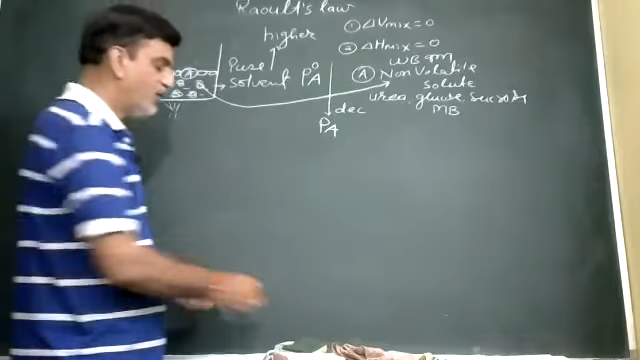 Raoult's law
higher
① ΔVmix = 0
② ΔHmix = 0
Pure
solvent P°A
Ⓐ Non Volatile
solute
urea, glucose, sucrose
MB
dec
PA
A